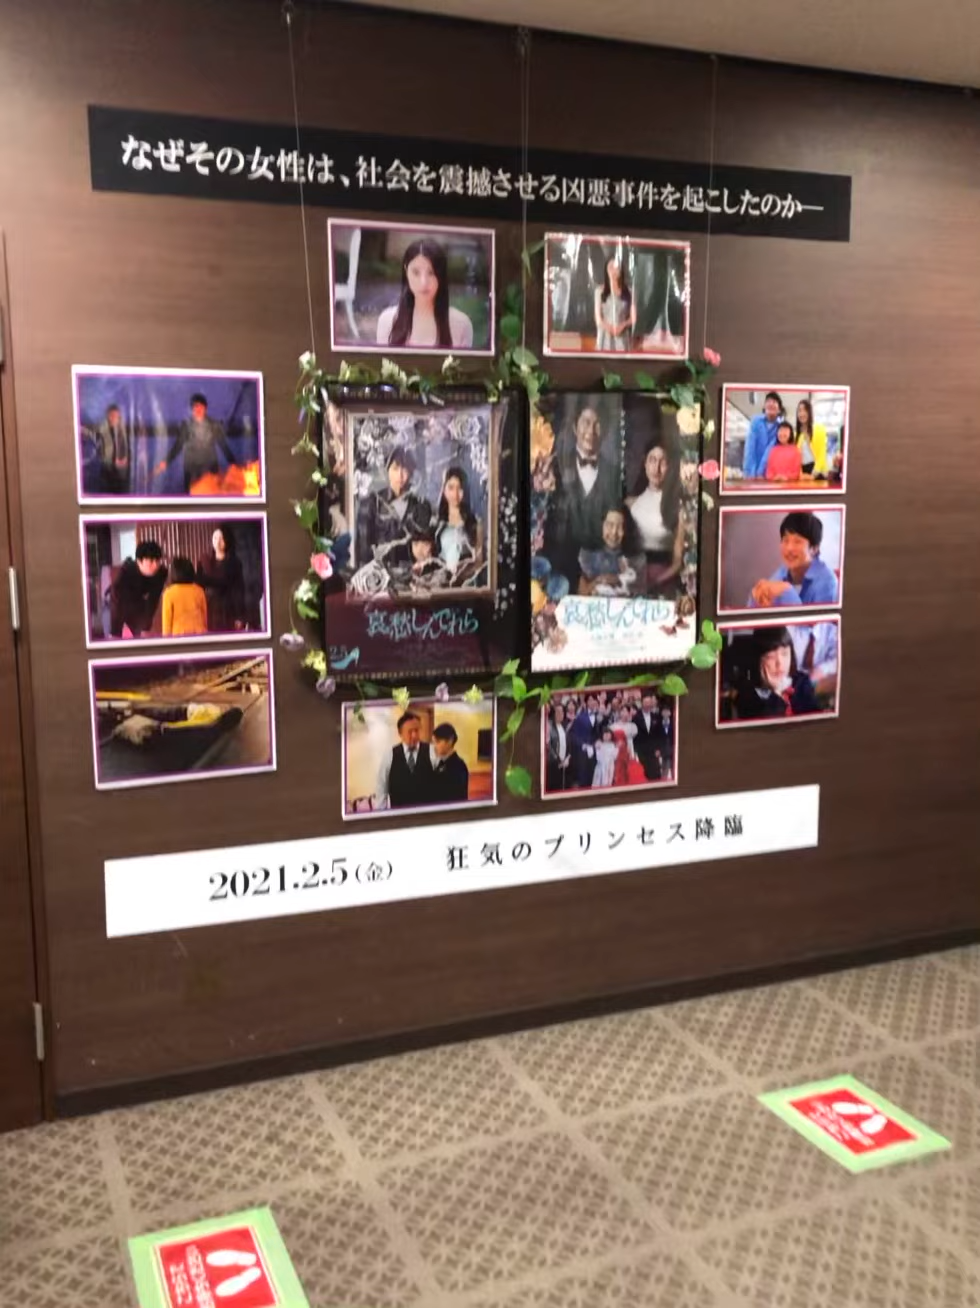 なぜその女性は、社会を震撼させる凶悪事件を起こしたのか―
哀愁しんでれら
2.5
哀愁しんでれら
2021.2.5(金) 狂気のプリンセス降臨